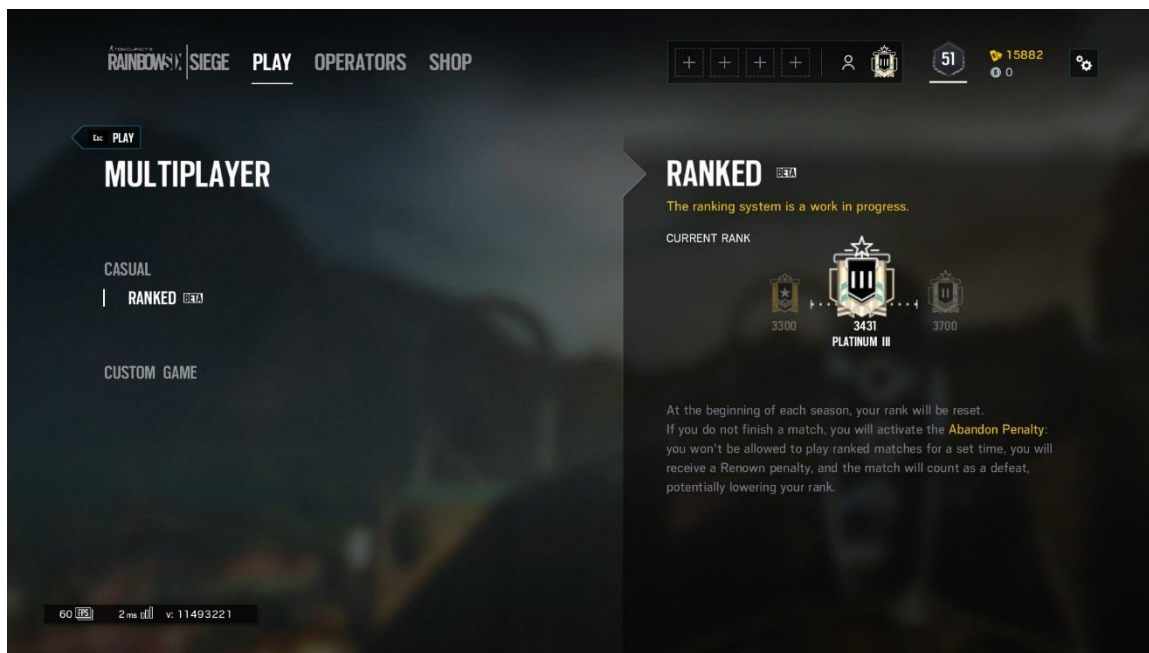 TOM CLANCY'S
RAINBOW SIX | SIEGE PLAY OPERATORS SHOP
51
15882
0
Esc PLAY
MULTIPLAYER
CASUAL
RANKED BETA
CUSTOM GAME
RANKED BETA
The ranking system is a work in progress.
CURRENT RANK
III
II
3300
3431
3700
PLATINUM III
At the beginning of each season, your rank will be reset.
If you do not finish a match, you will activate the Abandon Penalty:
you won't be allowed to play ranked matches for a set time, you will
receive a Renown penalty, and the match will count as a defeat,
potentially lowering your rank.
60 FPS 2 ms v: 11493221